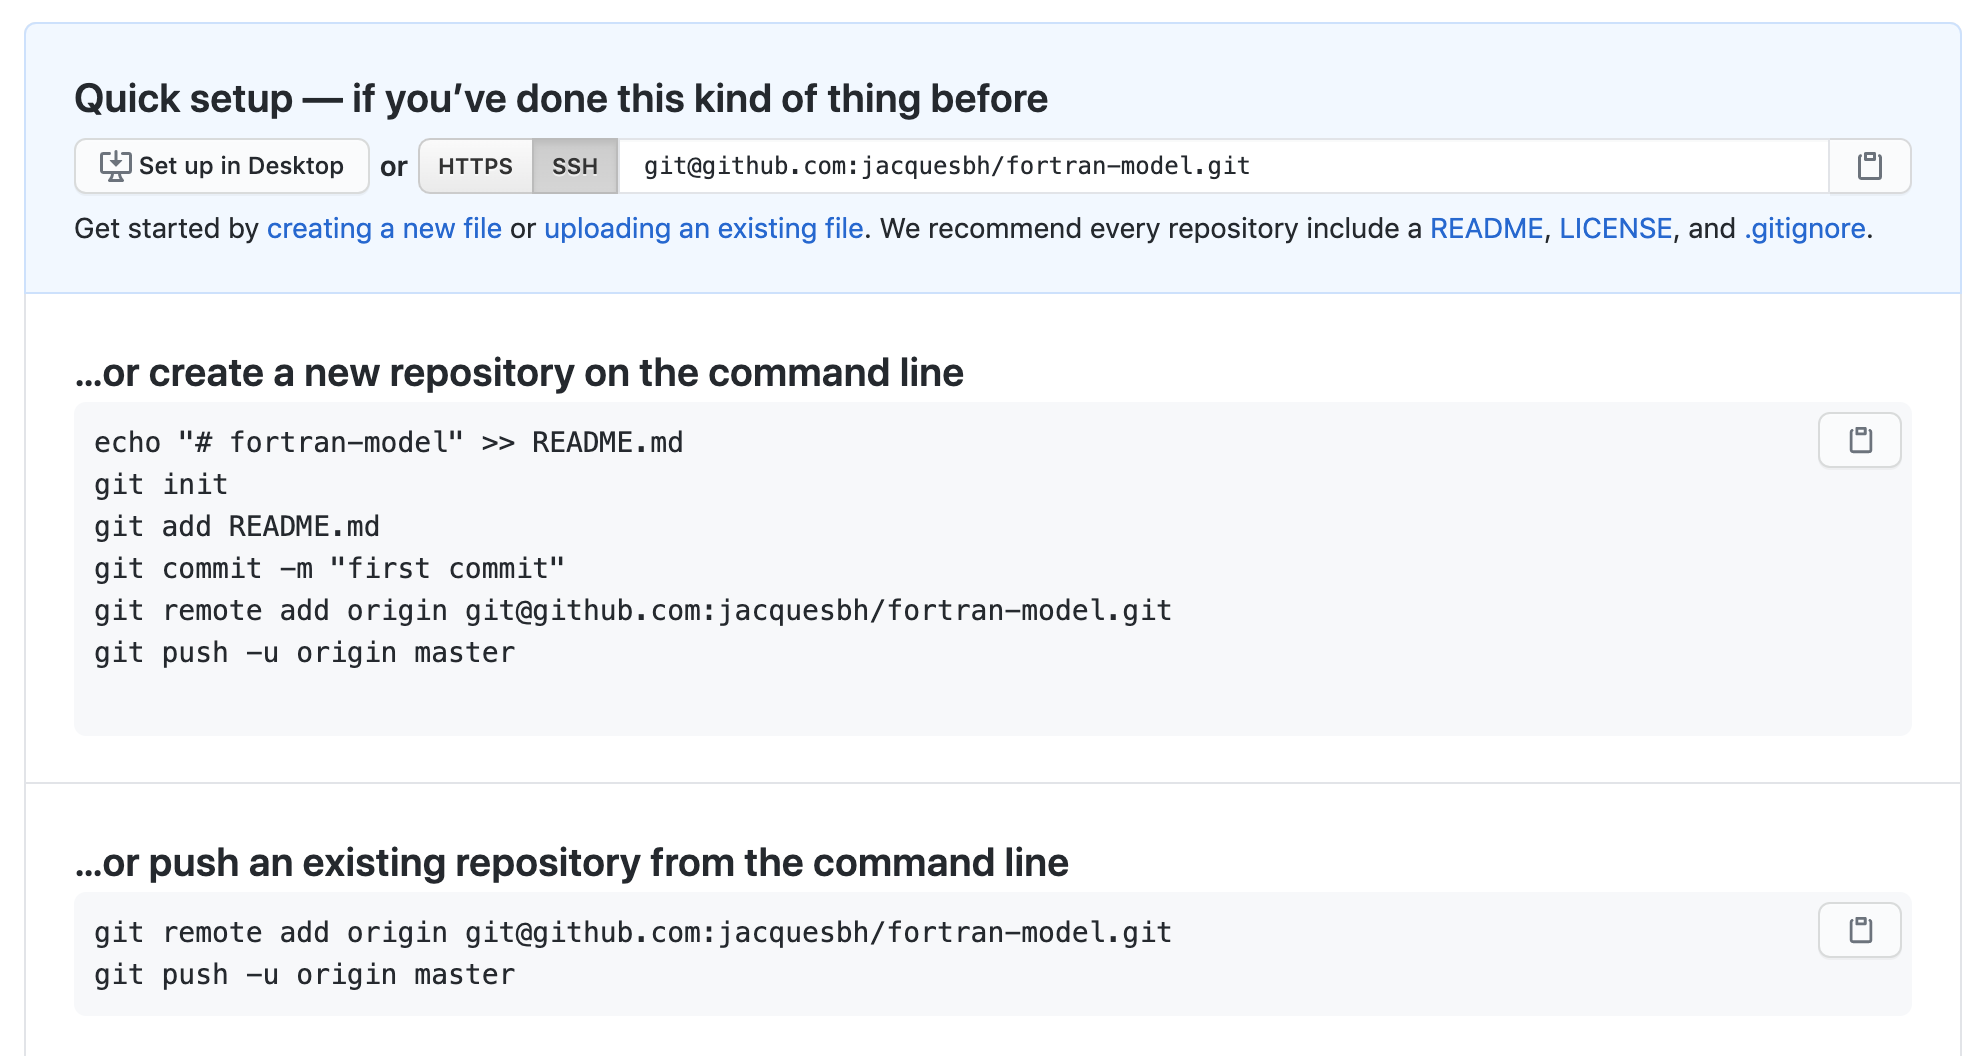 Quick setup — if you’ve done this kind of thing before
Set up in Desktop or HTTPS SSH git@github.com:jacquesbh/fortran-model.git
Get started by creating a new file or uploading an existing file. We recommend every repository include a README, LICENSE, and .gitignore.
…or create a new repository on the command line
echo "# fortran-model" >> README.md
git init
git add README.md
git commit -m "first commit"
git remote add origin git@github.com:jacquesbh/fortran-model.git
git push -u origin master
…or push an existing repository from the command line
git remote add origin git@github.com:jacquesbh/fortran-model.git
git push -u origin master